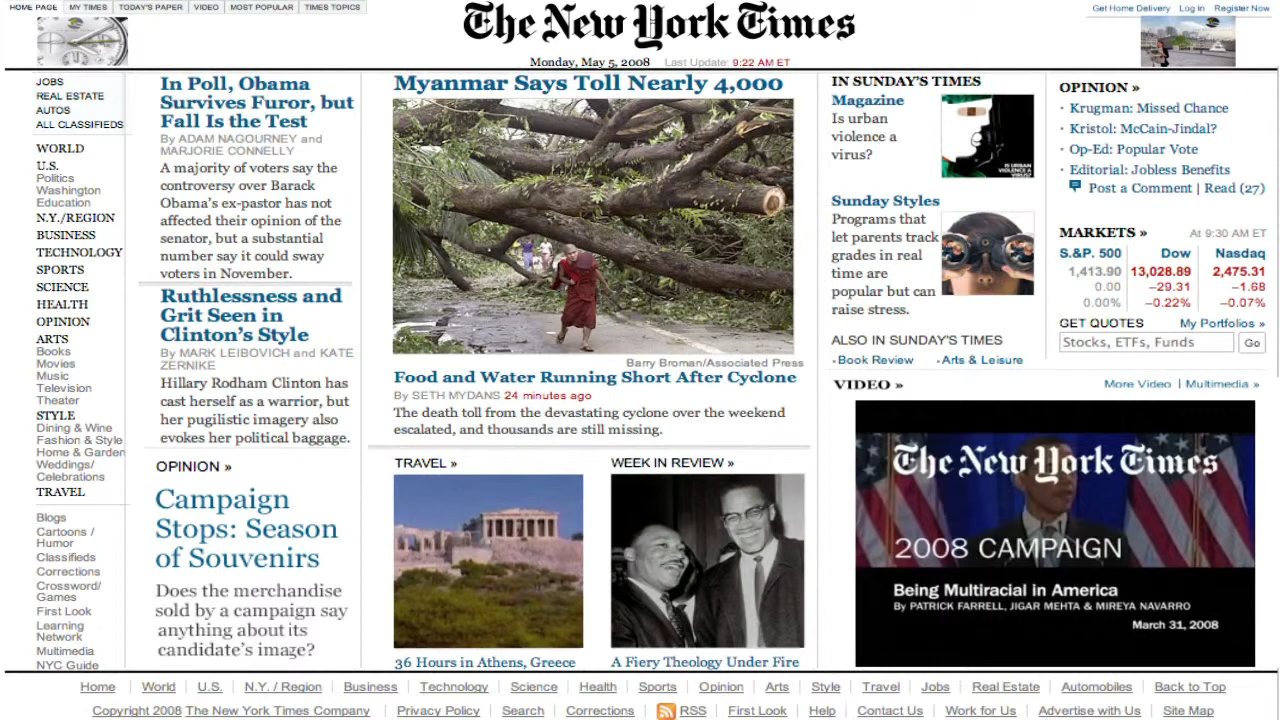 HOME PAGE
MY TIMES
TODAY'S PAPER
VIDEO
MOST POPULAR
TIMES TOPICS
The New York Times
Monday, May 5, 2008 Last Update: 9:22 AM ET
Get Home Delivery
Log In
Register Now
JOBS
REAL ESTATE
AUTOS
ALL CLASSIFIEDS
WORLD
U.S.
Politics
Washington
Education
N.Y./REGION
BUSINESS
TECHNOLOGY
SPORTS
SCIENCE
HEALTH
OPINION
ARTS
Books
Movies
Music
Television
Theater
STYLE
Dining & Wine
Fashion & Style
Home & Garden
Weddings/
Celebrations
TRAVEL
Blogs
Cartoons /
Humor
Classifieds
Corrections
Crossword/
Games
First Look
Learning
Network
Multimedia
NYC Guide
In Poll, Obama
Survives Furor, but
Fall Is the Test
By ADAM NAGOURNEY and
MARJORIE CONNELLY
A majority of voters say the
controversy over Barack
Obama's ex-pastor has not
affected their opinion of the
senator, but a substantial
number say it could sway
voters in November.
Ruthlessness and
Grit Seen in
Clinton's Style
By MARK LEIBOVICH and KATE
ZERNIKE
Hillary Rodham Clinton has
cast herself as a warrior, but
her pugilistic imagery also
evokes her political baggage.
OPINION »
Campaign
Stops: Season
of Souvenirs
Does the merchandise
sold by a campaign say
anything about its
candidate's image?
Myanmar Says Toll Nearly 4,000
Barry Broman/Associated Press
Food and Water Running Short After Cyclone
By SETH MYDANS 24 minutes ago
The death toll from the devastating cyclone over the weekend
escalated, and thousands are still missing.
TRAVEL »
36 Hours in Athens, Greece
WEEK IN REVIEW »
A Fiery Theology Under Fire
IN SUNDAY'S TIMES
Magazine
Is urban
violence a
virus?
IS URBAN
VIOLENCE A
VIRUS?
Sunday Styles
Programs that
let parents track
grades in real
time are
popular but can
raise stress.
ALSO IN SUNDAY'S TIMES
· Book Review · Arts & Leisure
OPINION »
· Krugman: Missed Chance
· Kristol: McCain-Jindal?
· Op-Ed: Popular Vote
· Editorial: Jobless Benefits
Post a Comment | Read (27)
MARKETS » At 9:30 AM ET
S.&P. 500 Dow Nasdaq
1,413.90 13,028.89 2,475.31
0.00 −29.31 −1.68
0.00% −0.22% −0.07%
GET QUOTES My Portfolios »
Stocks, ETFs, Funds Go
VIDEO » More Video | Multimedia »
The New York Times
2008 CAMPAIGN
Being Multiracial in America
By PATRICK FARRELL, JIGAR MEHTA & MIREYA NAVARRO
March 31, 2008
Home | World | U.S. | N.Y. / Region | Business | Technology | Science | Health | Sports | Opinion | Arts | Style | Travel | Jobs | Real Estate | Automobiles | Back to Top
Copyright 2008 The New York Times Company | Privacy Policy | Search | Corrections | RSS | First Look | Help | Contact Us | Work for Us | Advertise with Us | Site Map